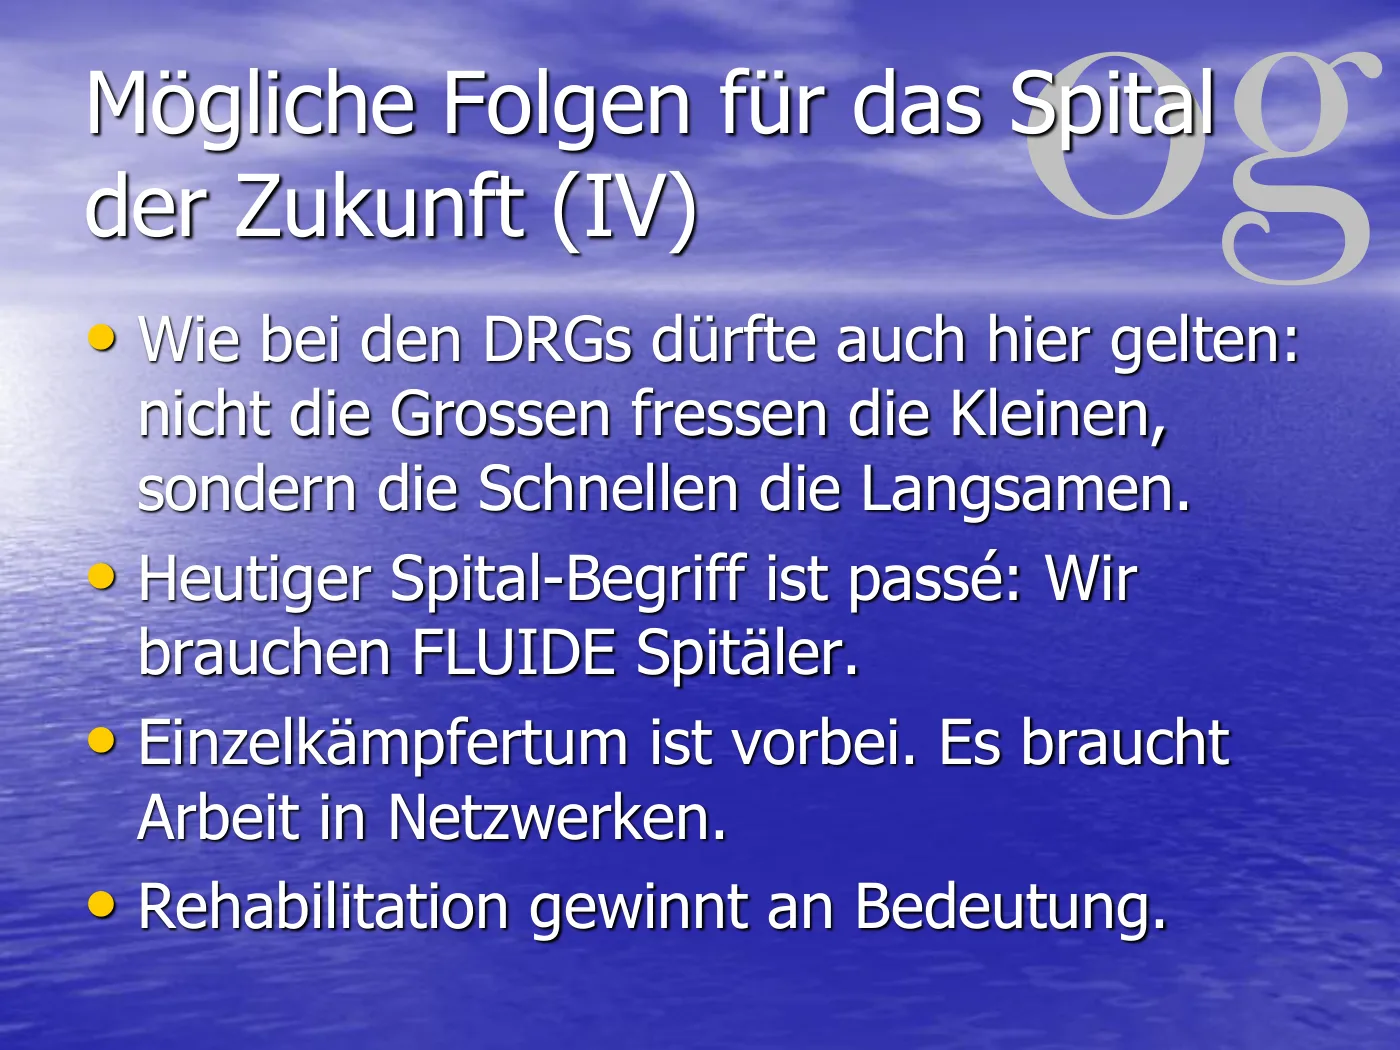 Mögliche Folgen für das Spital
der Zukunft (IV)
og
• Wie bei den DRGs dürfte auch hier gelten:
nicht die Grossen fressen die Kleinen,
sondern die Schnellen die Langsamen.
• Heutiger Spital-Begriff ist passé: Wir
brauchen FLUIDE Spitäler.
• Einzelkämpfertum ist vorbei. Es braucht
Arbeit in Netzwerken.
• Rehabilitation gewinnt an Bedeutung.